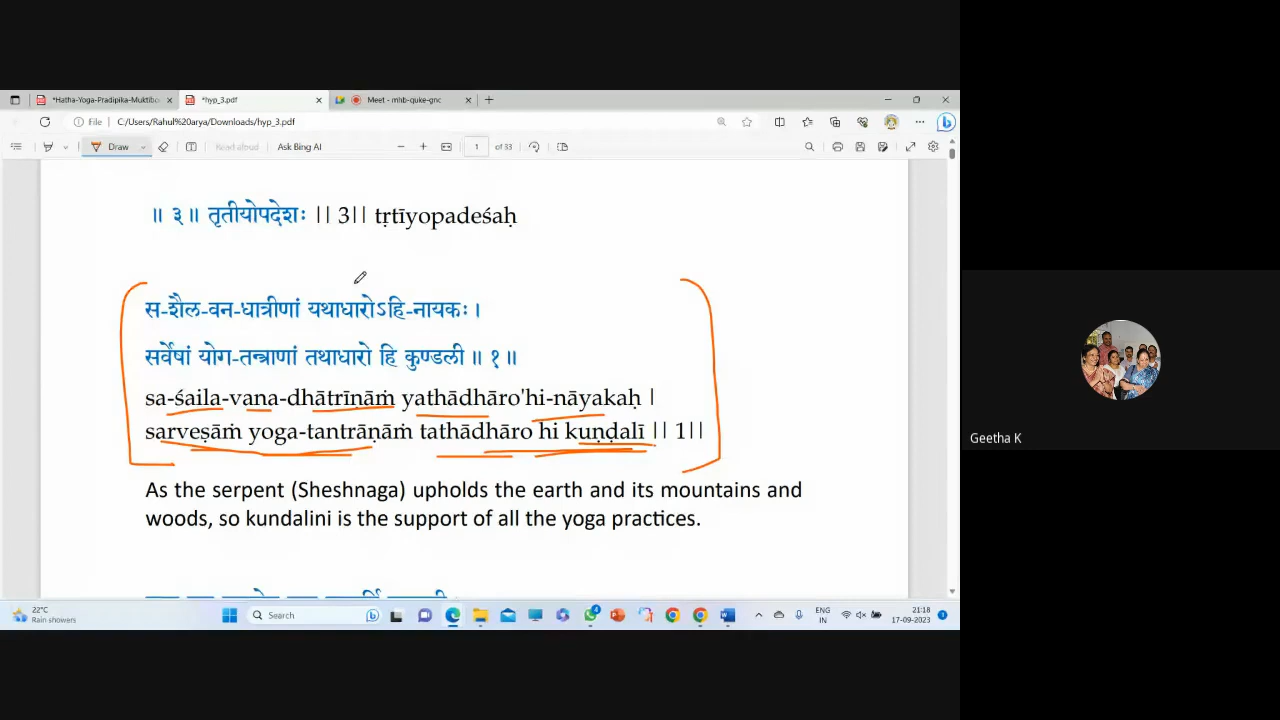 *Hatha-Yoga-Pradipika-Muktibo
*hyp_3.pdf
Meet - mhb-quke-gnc
File
C:/Users/Rahul%20arya/Downloads/hyp_3.pdf
Draw
Read aloud
Ask Bing AI
1
of 33
॥ ३॥ तृतीयोपदेशः || 3|| tṛtīyopadeśaḥ
स-शैल-वन-धात्रीणां यथाधारोऽहि-नायकः।
सर्वेषां योग-तन्त्राणां तथाधारो हि कुण्डली॥ १॥
sa-śaila-vana-dhātrīṇāṁ yathādhāro'hi-nāyakaḥ |
sarveṣāṁ yoga-tantrāṇāṁ tathādhāro hi kuṇḍalī || 1||
As the serpent (Sheshnaga) upholds the earth and its mountains and
woods, so kundalini is the support of all the yoga practices.
Geetha K
22°C
Rain showers
Search
ENG
IN
21:18
17-09-2023